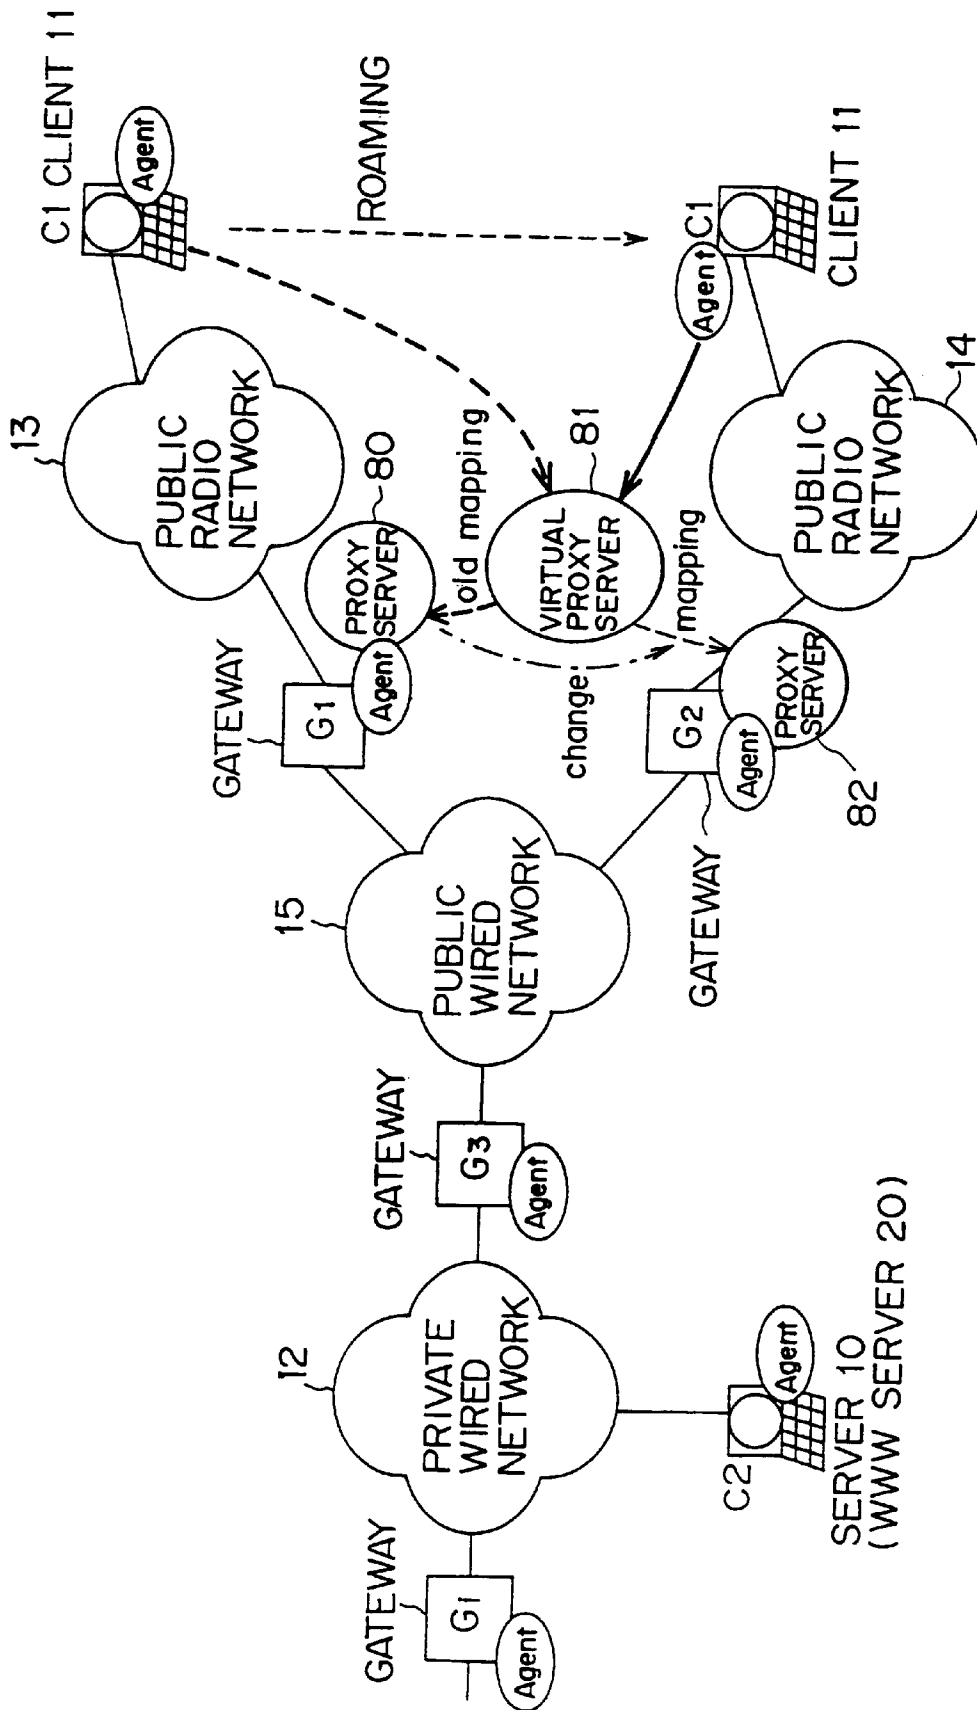 C1 CLIENT 11
Agent
ROAMING
Agent
C1
CLIENT 11
13
PUBLIC
RADIO
NETWORK
PROXY
SERVER
80
old mapping
VIRTUAL
PROXY
SERVER
81
mapping
change
PUBLIC
RADIO
NETWORK
14
GATEWAY
G1
Agent
G2
Agent
PROXY
SERVER
82
GATEWAY
15
PUBLIC
WIRED
NETWORK
GATEWAY
G3
Agent
12
PRIVATE
WIRED
NETWORK
C2
Agent
SERVER 10
(WWW SERVER 20)
GATEWAY
Gi
Agent